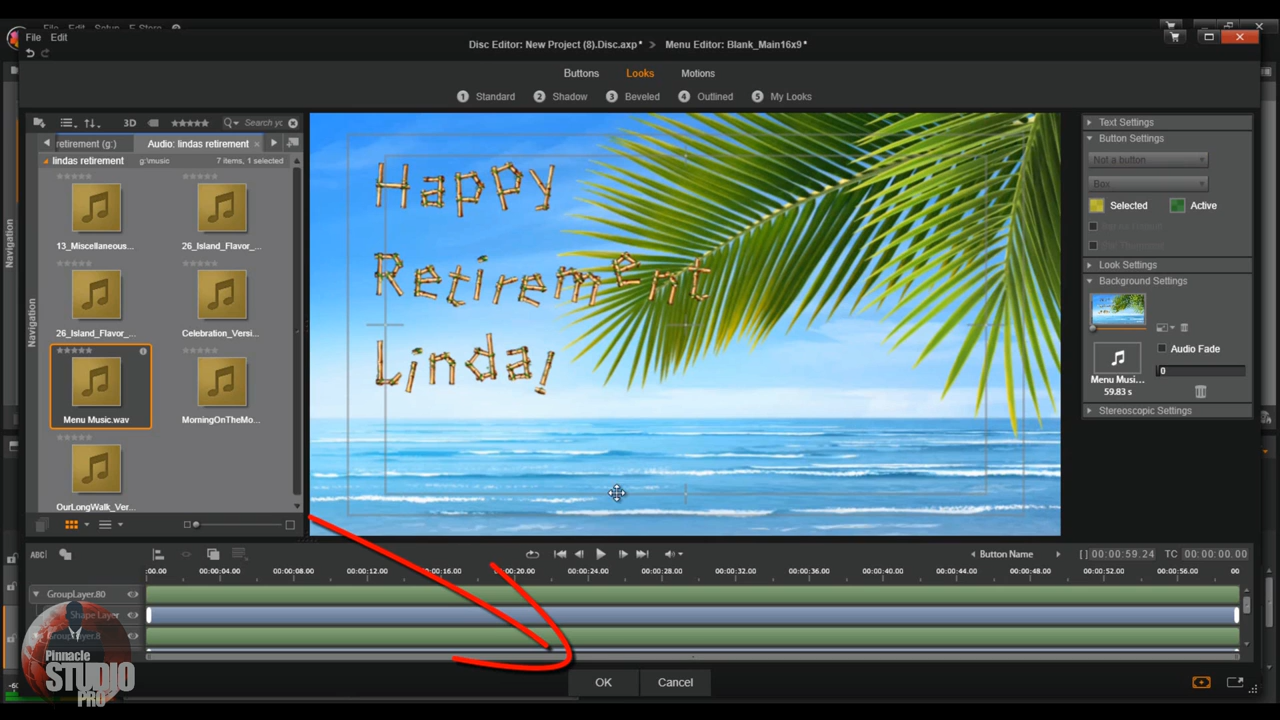 File Edit Setup E-Store
File Edit
Disc Editor: New Project (8).Disc.axp* > Menu Editor: Blank_Main16x9*
Buttons Looks Motions
1 Standard 2 Shadow 3 Beveled 4 Outlined 5 My Looks
3D
Search yc
retirement (g:) Audio: lindas retirement
lindas retirement g:\music 7 items, 1 selected
13_Miscellaneous... 26_Island_Flavor_...
26_Island_Flavor_... Celebration_Versi...
Menu Music.wav MorningOnTheMo...
OurLongWalk_Ver...
Navigation
Navigation
Happy
Retirement
Linda!
Text Settings
Button Settings
Not a button
Box
Selected Active
Look Settings
Background Settings
Audio Fade
0
Menu Musi...
59.83 s
Stereoscopic Settings
ABC
Button Name [ ] 00:00:59.24 TC 00:00:00.00
:00.00 00:00:04.00 00:00:08.00 00:00:12.00 00:00:16.00 00:00:20.00 00:00:24.00 00:00:28.00 00:00:32.00 00:00:36.00 00:00:40.00 00:00:44.00 00:00:48.00 00:00:52.00 00:00:56.00 00
GroupLayer.80
Shape Layer
GroupLayer.8
Pinnacle
STUDIO
PRO
-60
OK Cancel